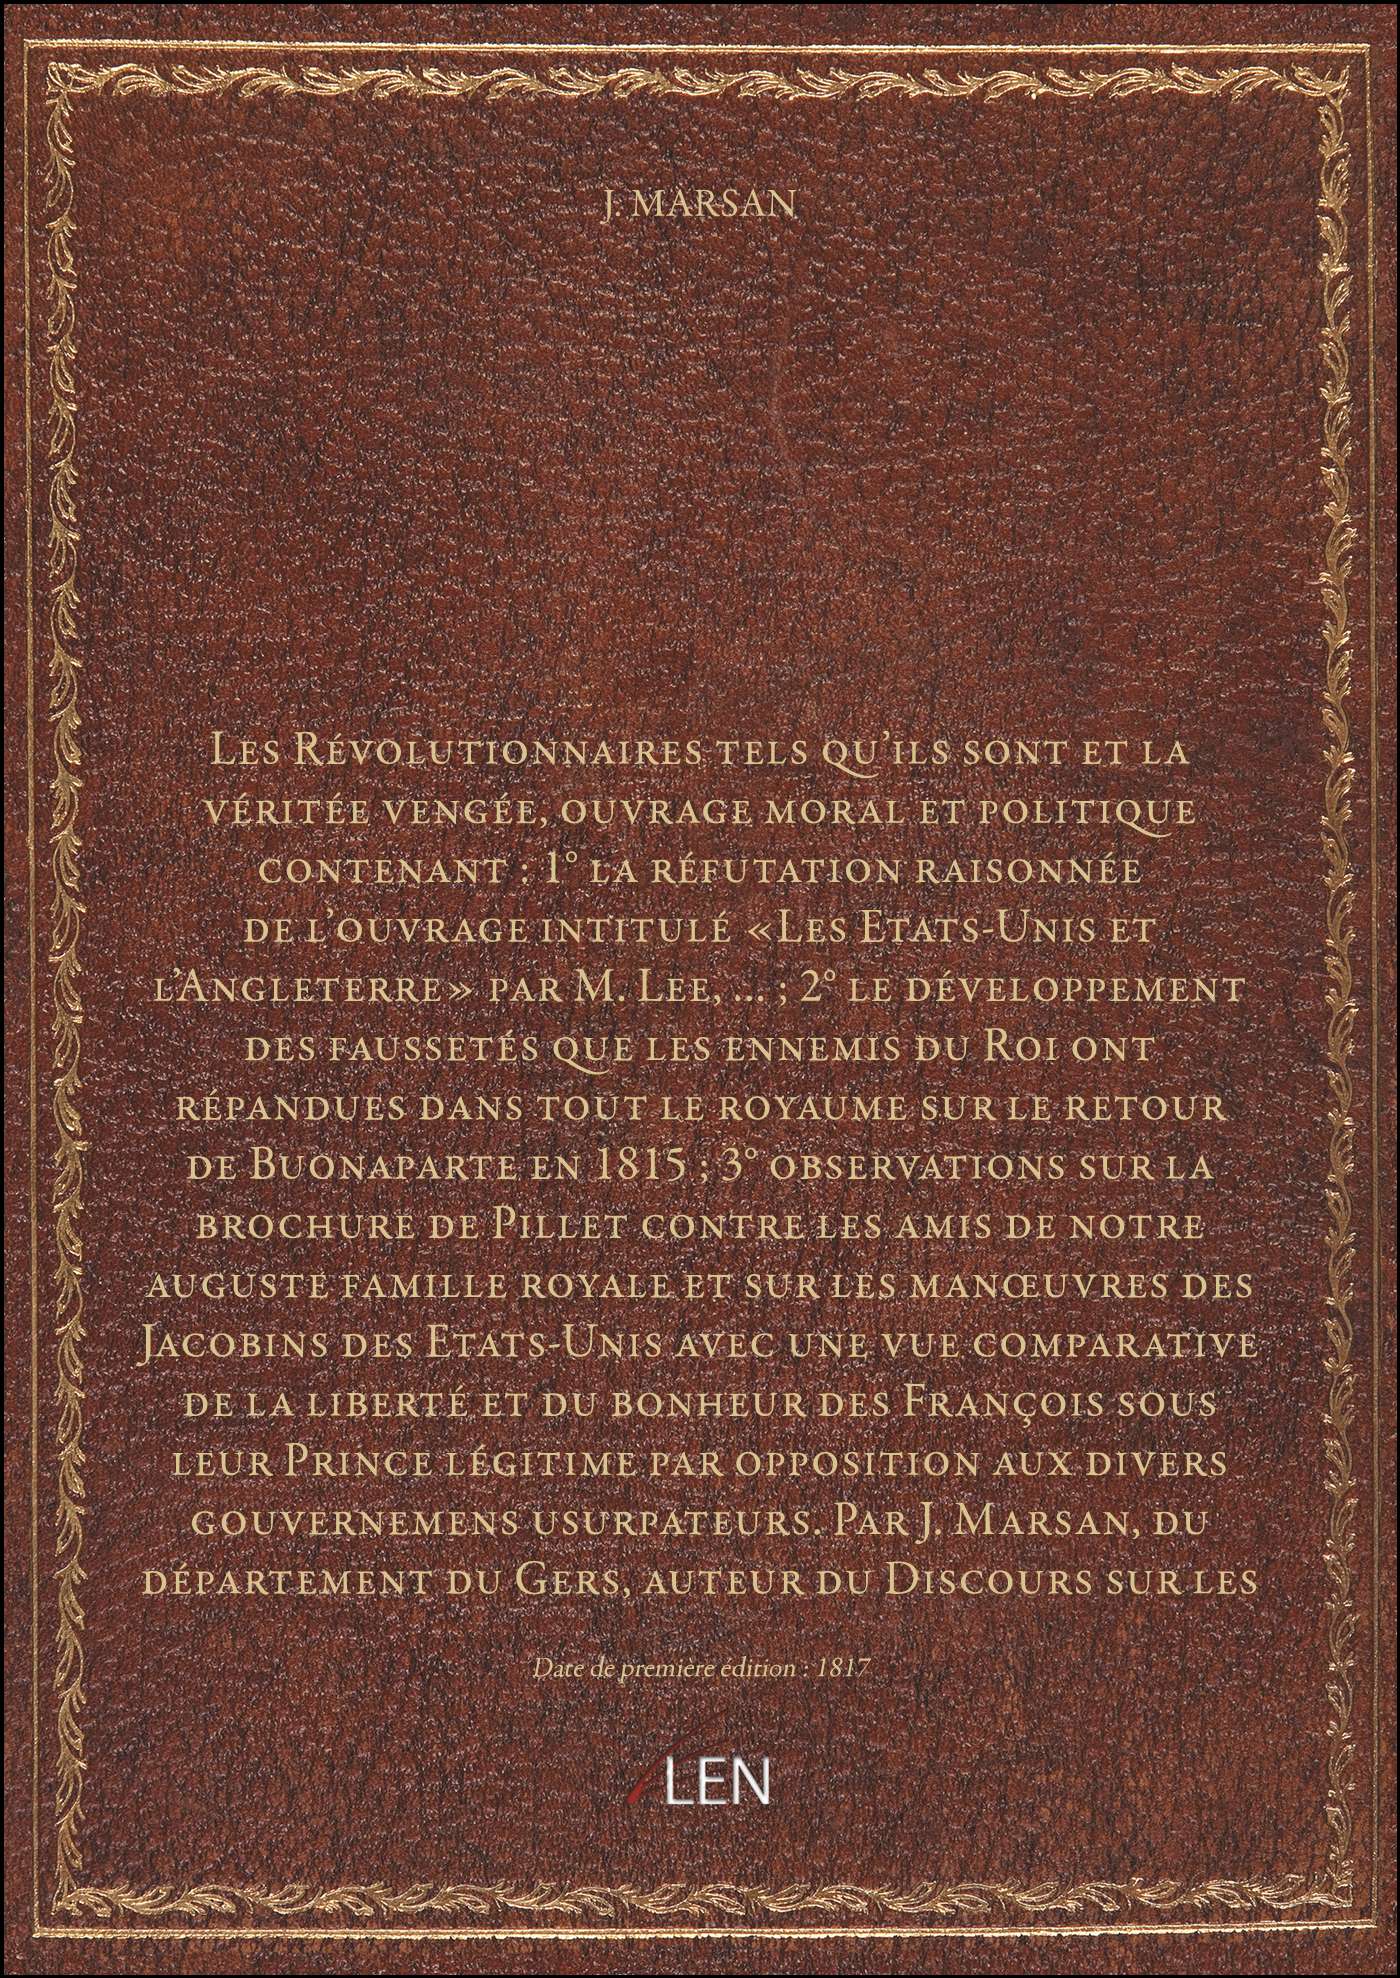 J. MARSAN
LES RÉVOLUTIONNAIRES TELS QU'ILS SONT ET LA
VÉRITÉE VENGÉE, OUVRAGE MORAL ET POLITIQUE
CONTENANT : 1° LA RÉFUTATION RAISONNÉE
DE L'OUVRAGE INTITULÉ «LES ETATS-UNIS ET
L'ANGLETERRE» PAR M. LEE, ... ; 2° LE DÉVELOPPEMENT
DES FAUSSETÉS QUE LES ENNEMIS DU ROI ONT
RÉPANDUES DANS TOUT LE ROYAUME SUR LE RETOUR
DE BUONAPARTE EN 1815 ; 3° OBSERVATIONS SUR LA
BROCHURE DE PILLET CONTRE LES AMIS DE NOTRE
AUGUSTE FAMILLE ROYALE ET SUR LES MANŒUVRES DES
JACOBINS DES ETATS-UNIS AVEC UNE VUE COMPARATIVE
DE LA LIBERTÉ ET DU BONHEUR DES FRANÇOIS SOUS
LEUR PRINCE LÉGITIME PAR OPPOSITION AUX DIVERS
GOUVERNEMENS USURPATEURS. PAR J. MARSAN, DU
DÉPARTEMENT DU GERS, AUTEUR DU DISCOURS SUR LES
Date de première édition : 1817
LEN